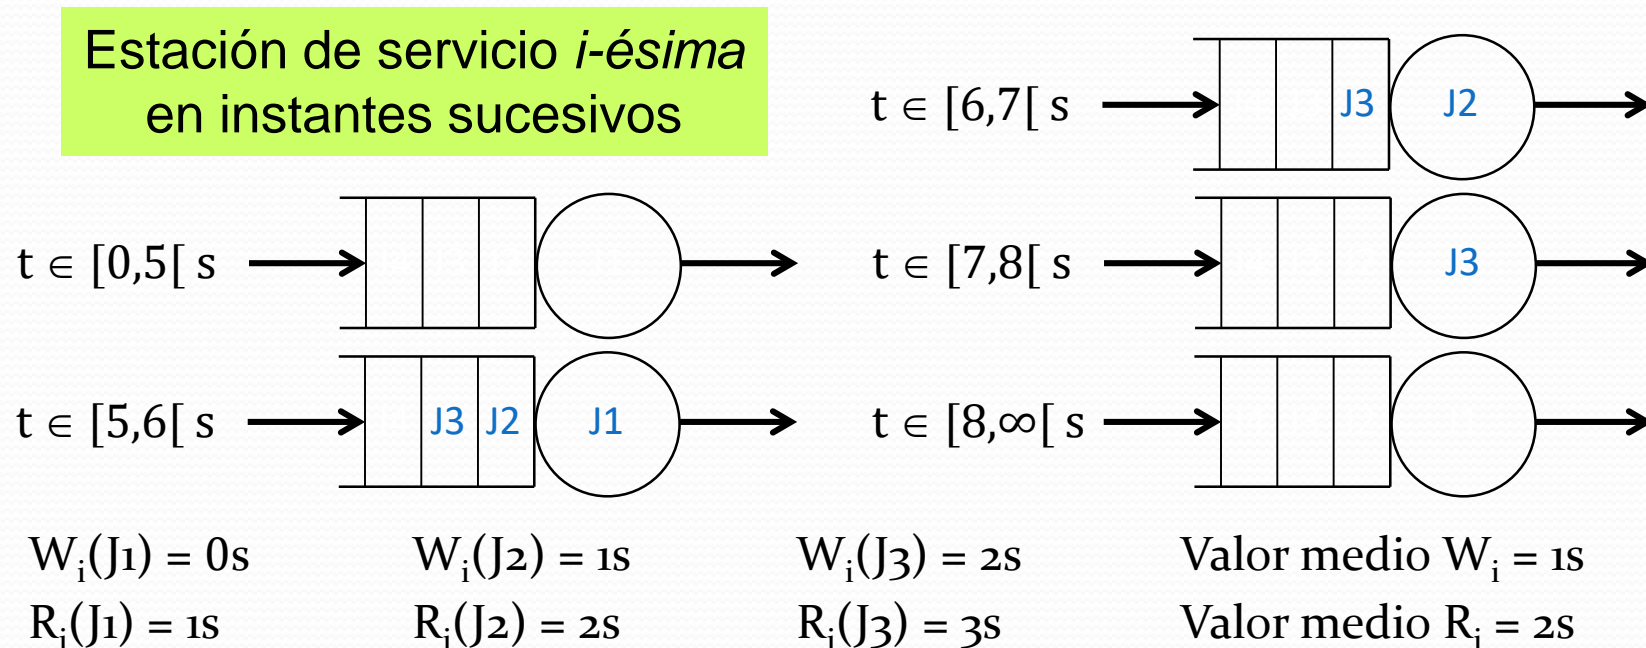 Estación de servicio i-ésima
en instantes sucesivos
t ∈ [0,5[ s
t ∈ [5,6[ s J3 J2 J1
t ∈ [6,7[ s J3 J2
t ∈ [7,8[ s J3
t ∈ [8,∞[ s
Wi(J1) = 0s Wi(J2) = 1s Wi(J3) = 2s Valor medio Wi = 1s
Ri(J1) = 1s Ri(J2) = 2s Ri(J3) = 3s Valor medio Ri = 2s